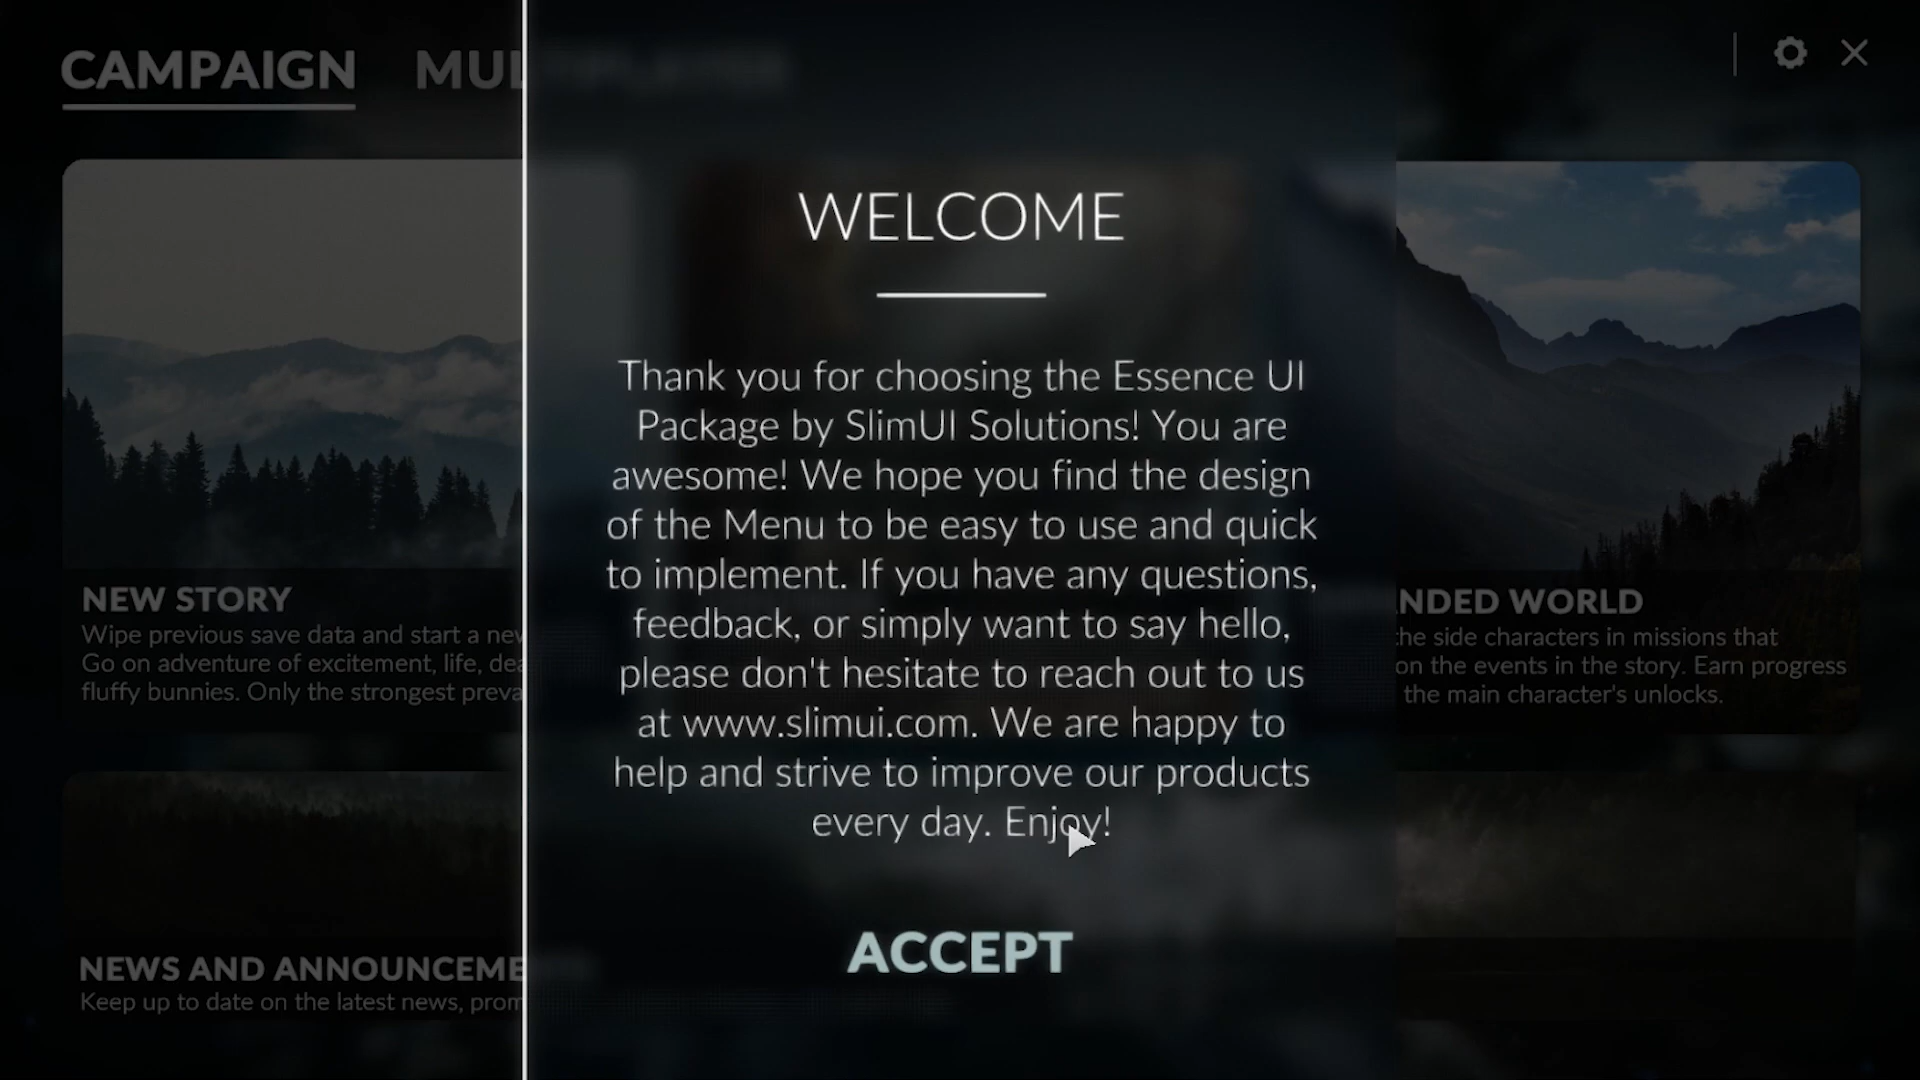 CAMPAIGN MUL
WELCOME
Thank you for choosing the Essence UI
Package by SlimUI Solutions! You are
awesome! We hope you find the design
of the Menu to be easy to use and quick
to implement. If you have any questions,
feedback, or simply want to say hello,
please don't hesitate to reach out to us
at www.slimui.com. We are happy to
help and strive to improve our products
every day. Enjoy!
ACCEPT
NEW STORY
Wipe previous save data and start a new
Go on adventure of excitement, life, dea
fluffy bunnies. Only the strongest preva
NDED WORLD
the side characters in missions that
on the events in the story. Earn progress
the main character's unlocks.
NEWS AND ANNOUNCEME
Keep up to date on the latest news, prom